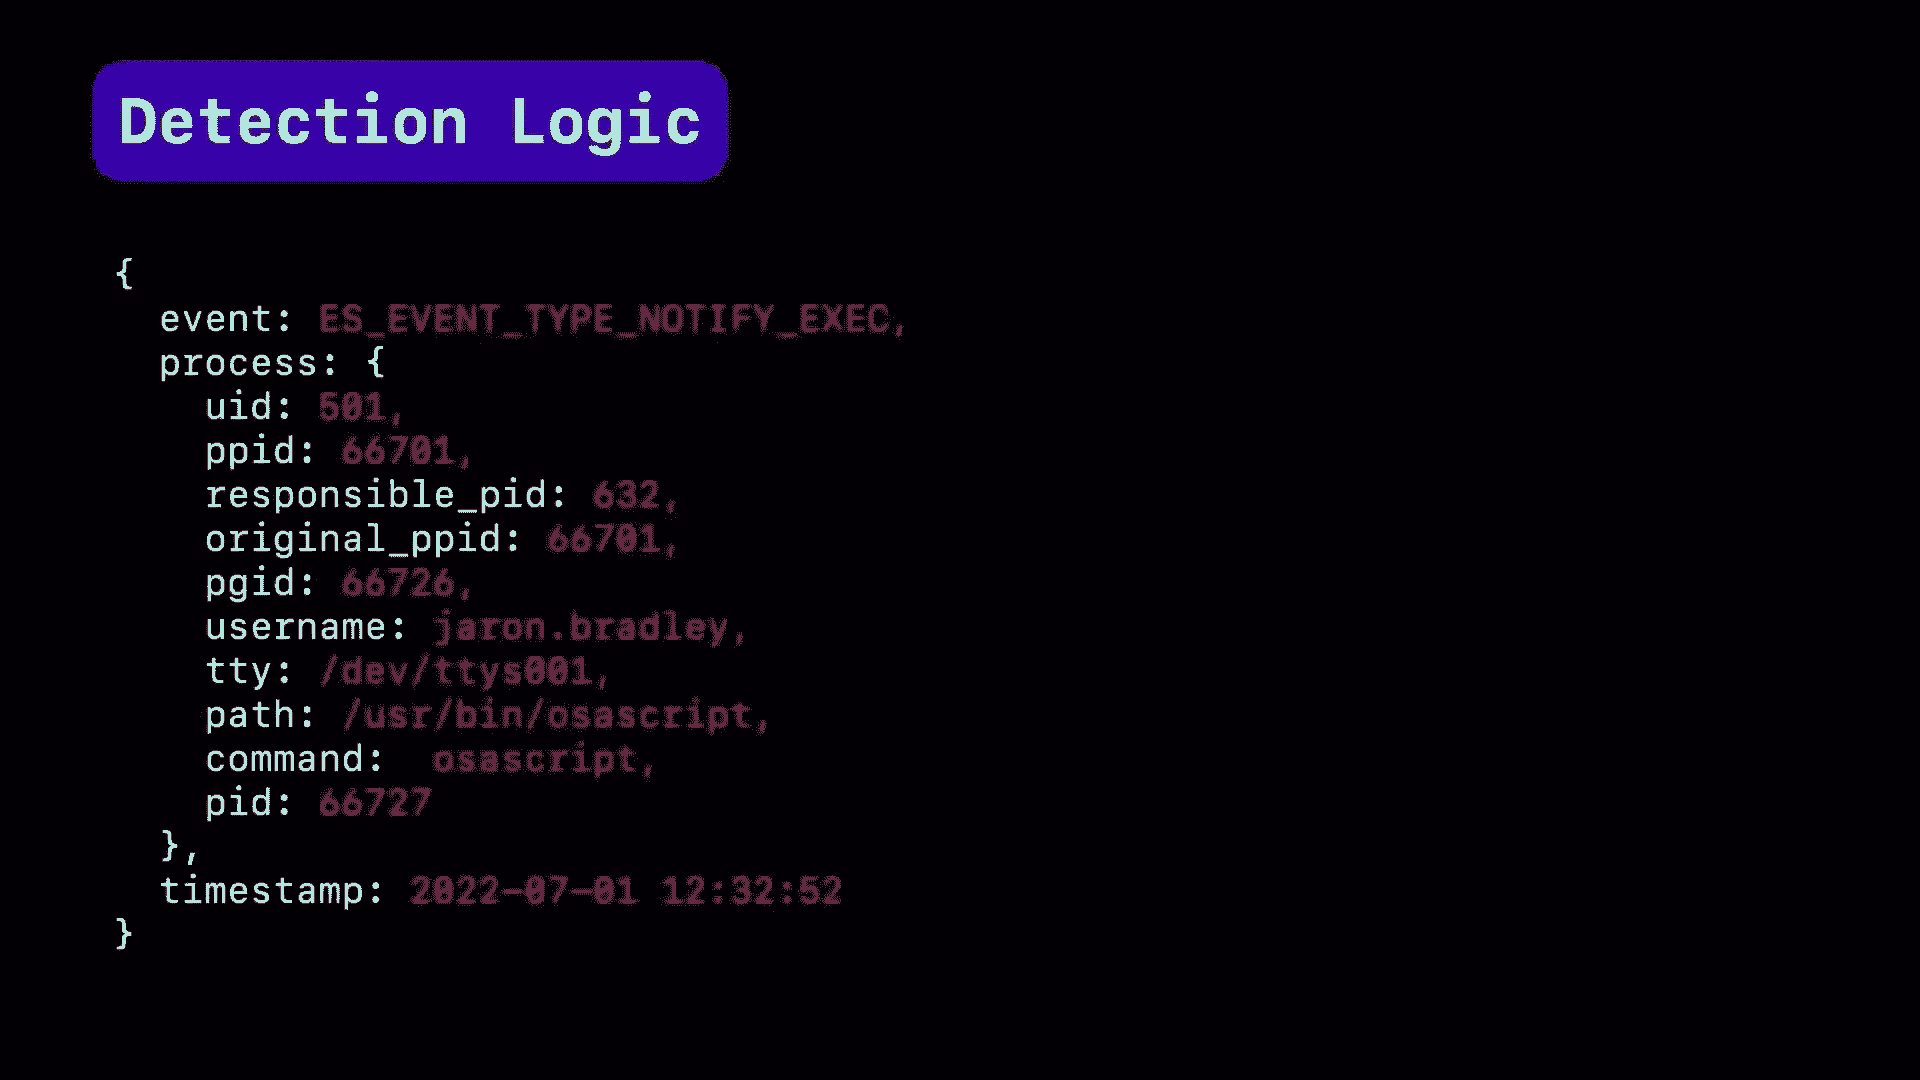 Detection Logic
{
event: ES_EVENT_TYPE_NOTIFY_EXEC,
process: {
uid: 501,
ppid: 66701,
responsible_pid: 632,
original_ppid: 66701,
pgid: 66726,
username: jaron.bradley,
tty: /dev/ttys001,
path: /usr/bin/osascript,
command:  osascript,
pid: 66727
},
timestamp: 2022-07-01 12:32:52
}